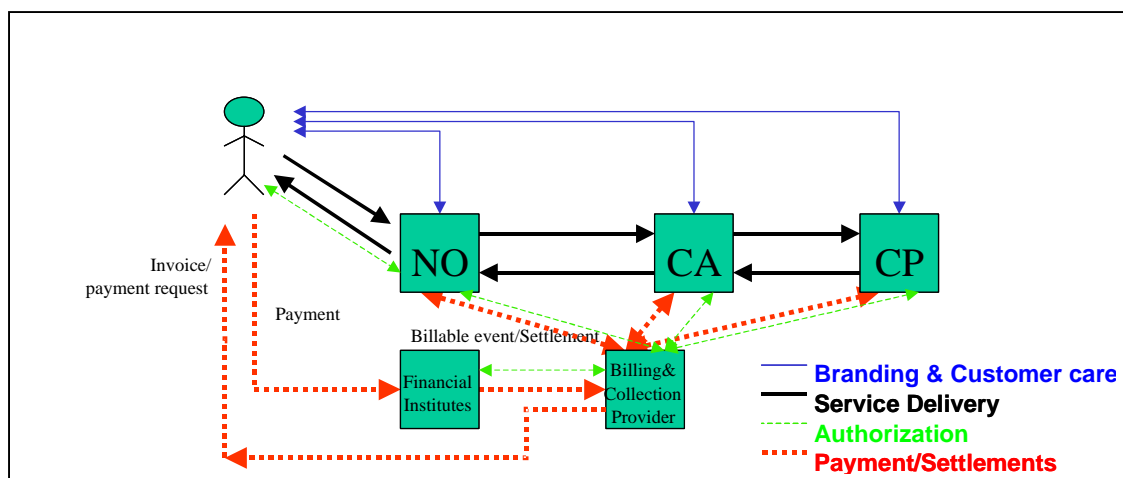 NO
CA
CP
Invoice/
payment request
Payment
Billable event/Settlement
Financial
Institutes
Billing&
Collection
Provider
Branding & Customer care
Service Delivery
Authorization
Payment/Settlements